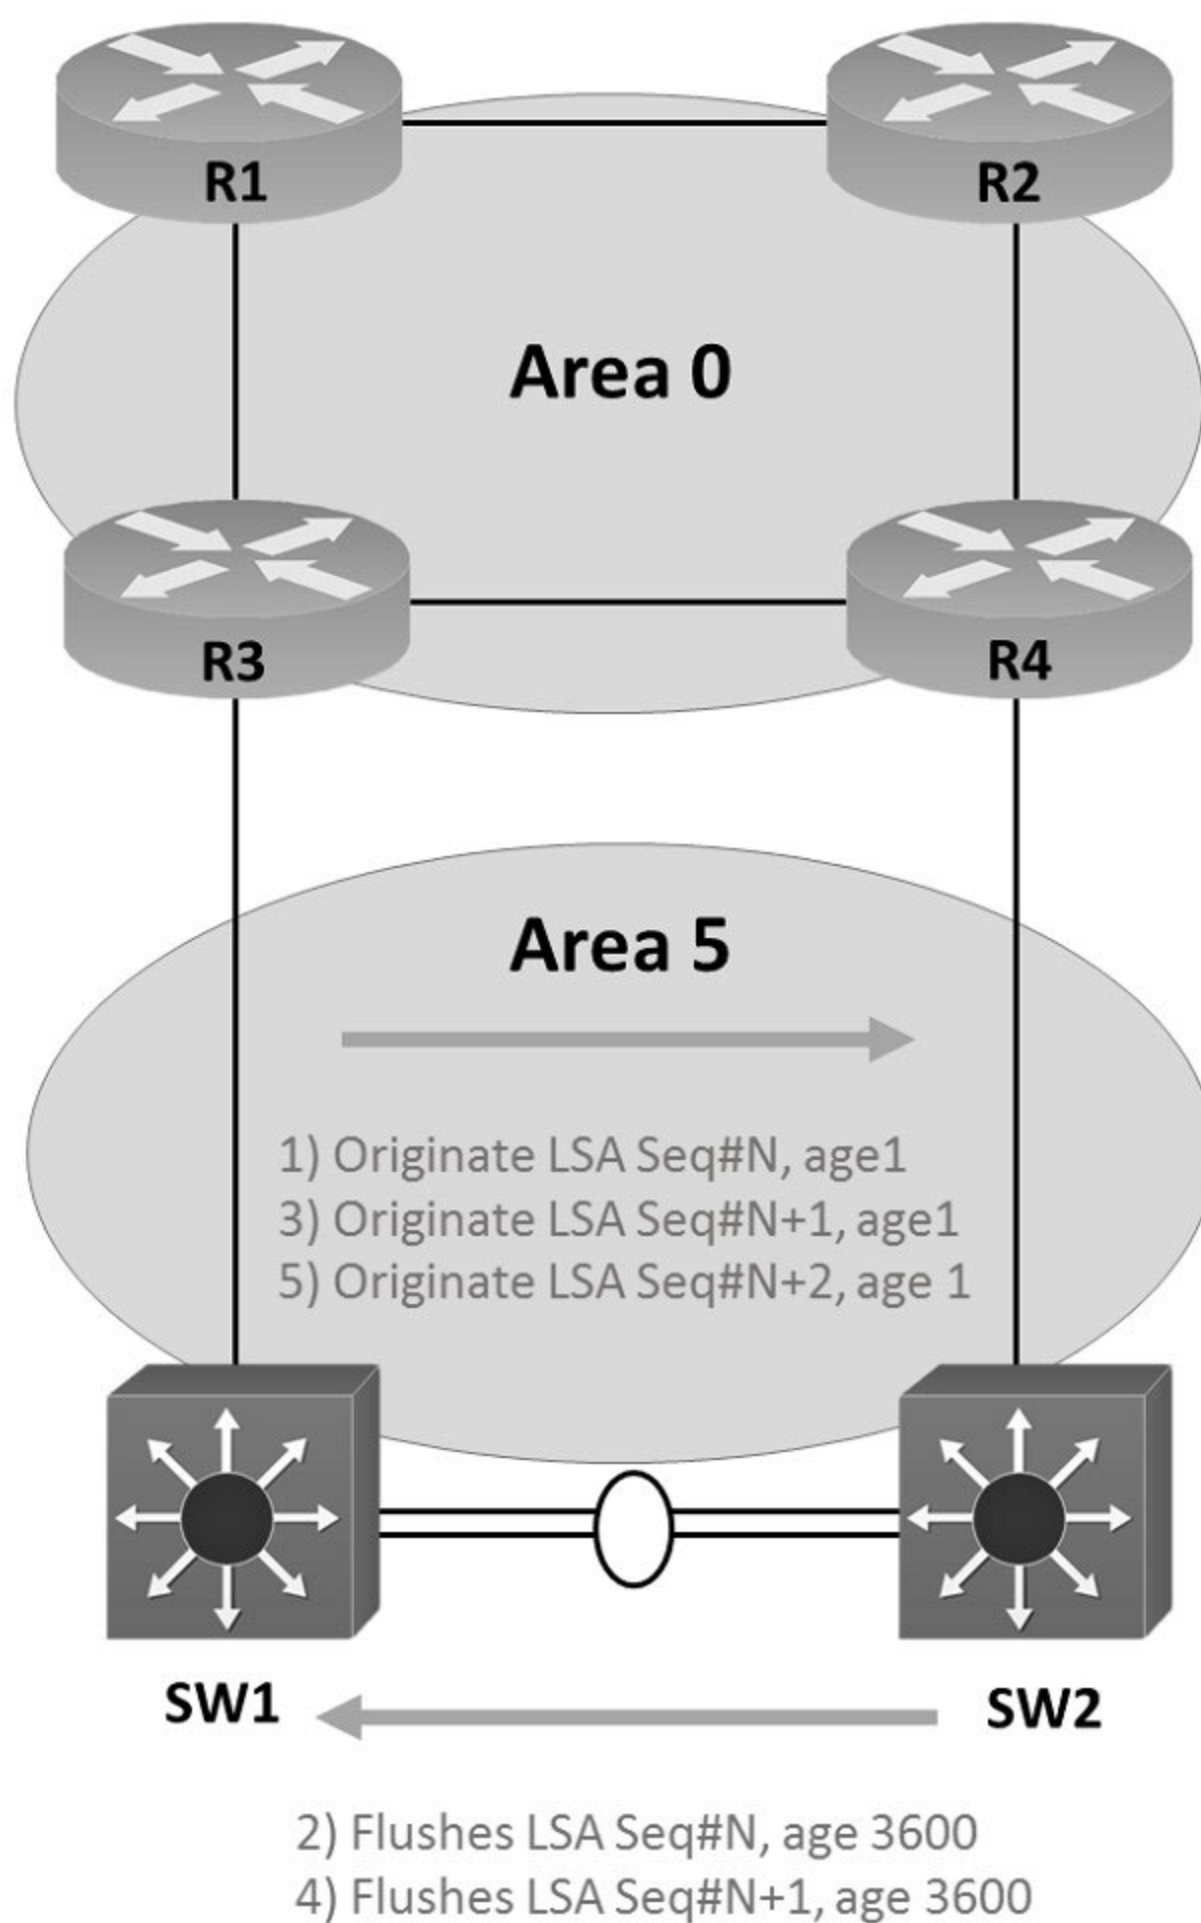 R1
R2
Area 0
R3
R4
Area 5
1) Originate LSA Seq#N, age1
3) Originate LSA Seq#N+1, age1
5) Originate LSA Seq#N+2, age 1
SW1
SW2
2) Flushes LSA Seq#N, age 3600
4) Flushes LSA Seq#N+1, age 3600